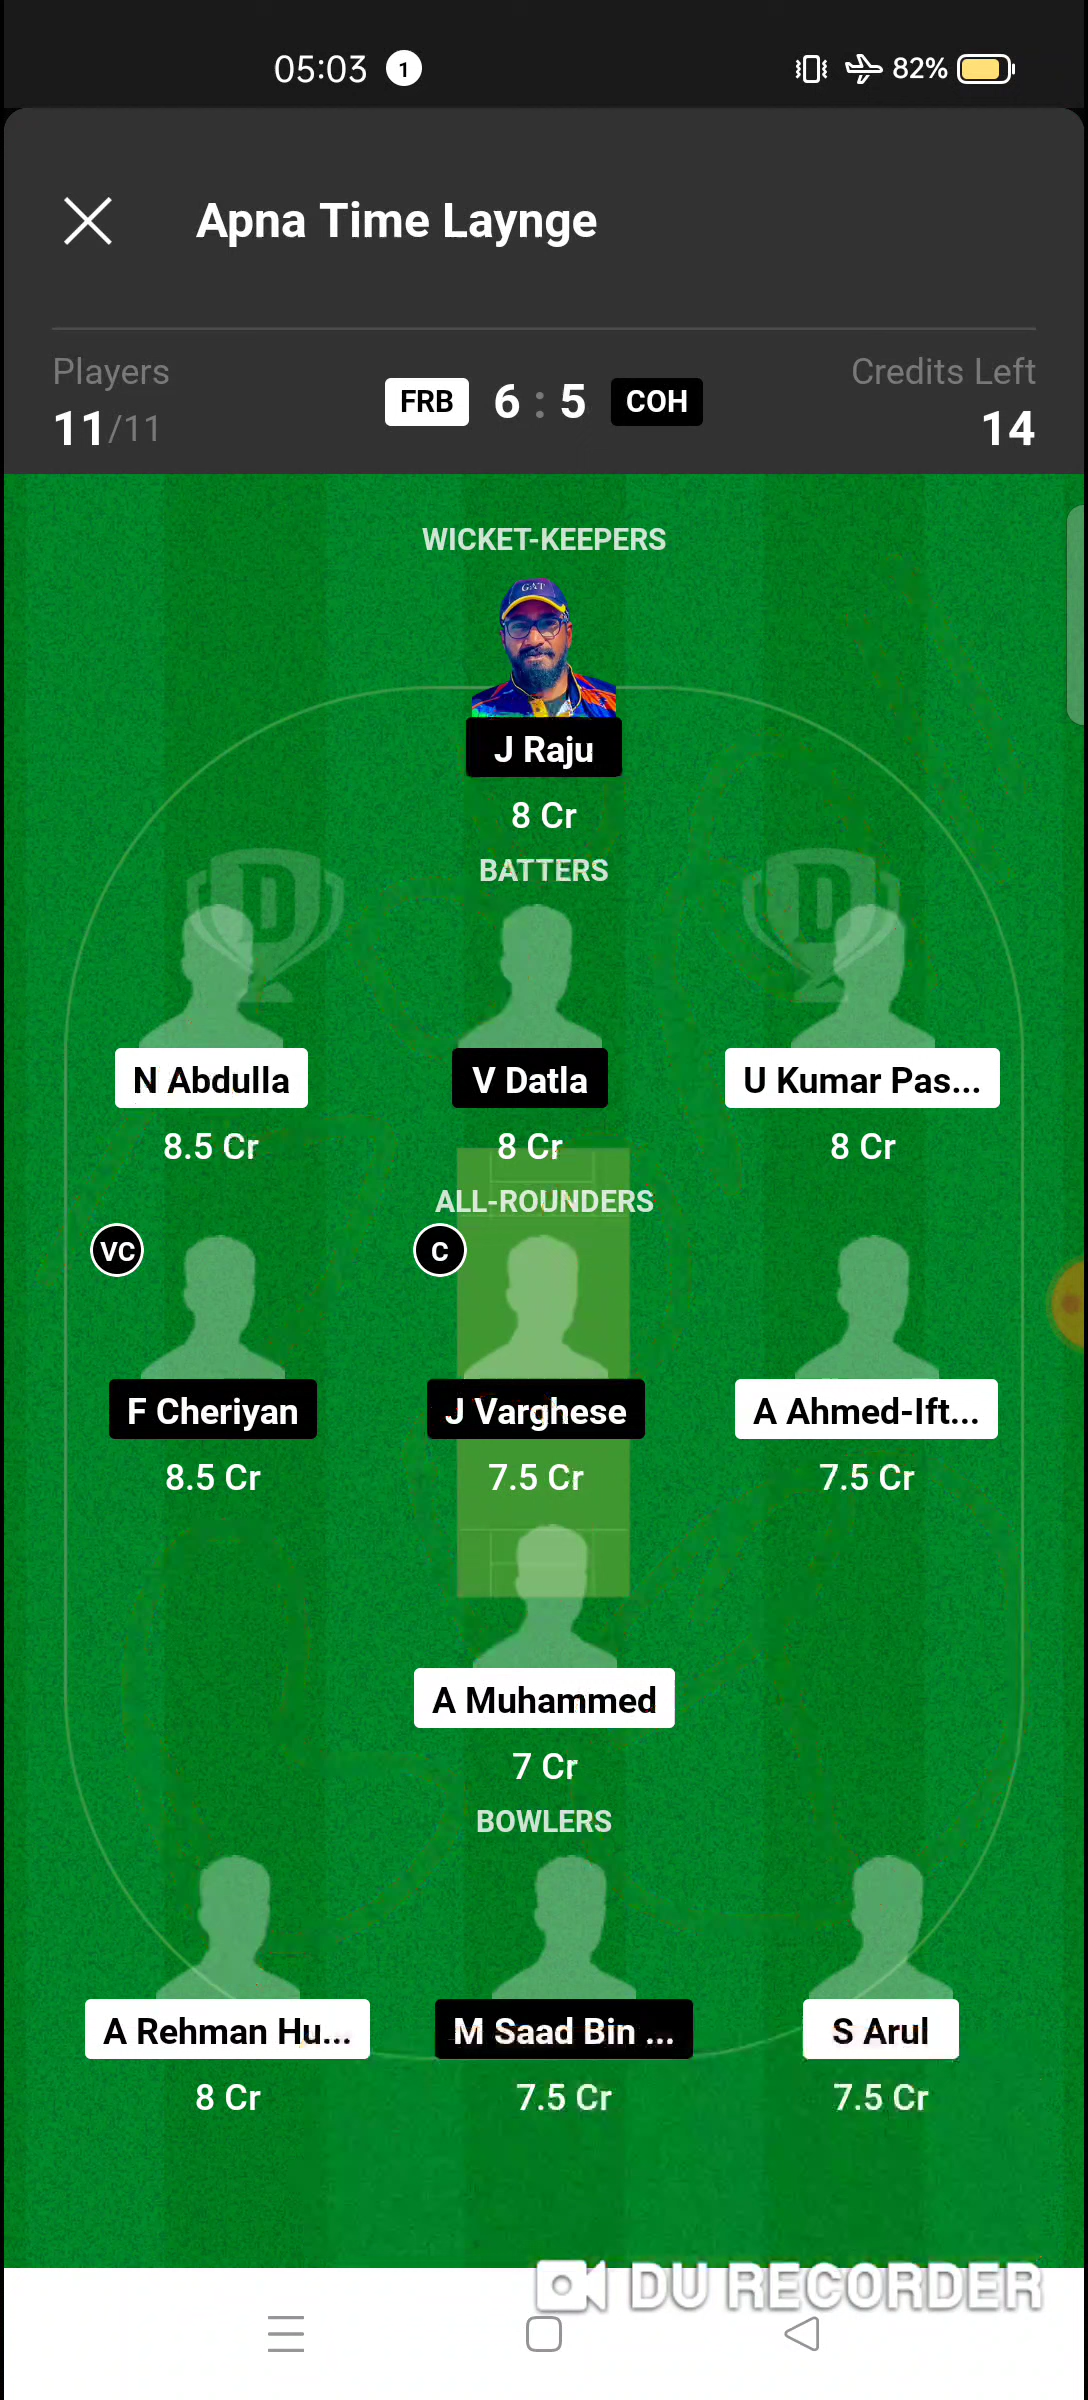 05:03 1 82%
Apna Time Laynge
Players Credits Left
11/11 FRB 6 : 5 COH 14
WICKET-KEEPERS
GAT
J Raju
8 Cr
BATTERS
D D
N Abdulla V Datla U Kumar Pas...
8.5 Cr 8 Cr 8 Cr
ALL-ROUNDERS
VC C
F Cheriyan J Varghese A Ahmed-Ift...
8.5 Cr 7.5 Cr 7.5 Cr
A Muhammed
7 Cr
BOWLERS
A Rehman Hu... M Saad Bin ... S Arul
8 Cr 7.5 Cr 7.5 Cr
DU RECORDER